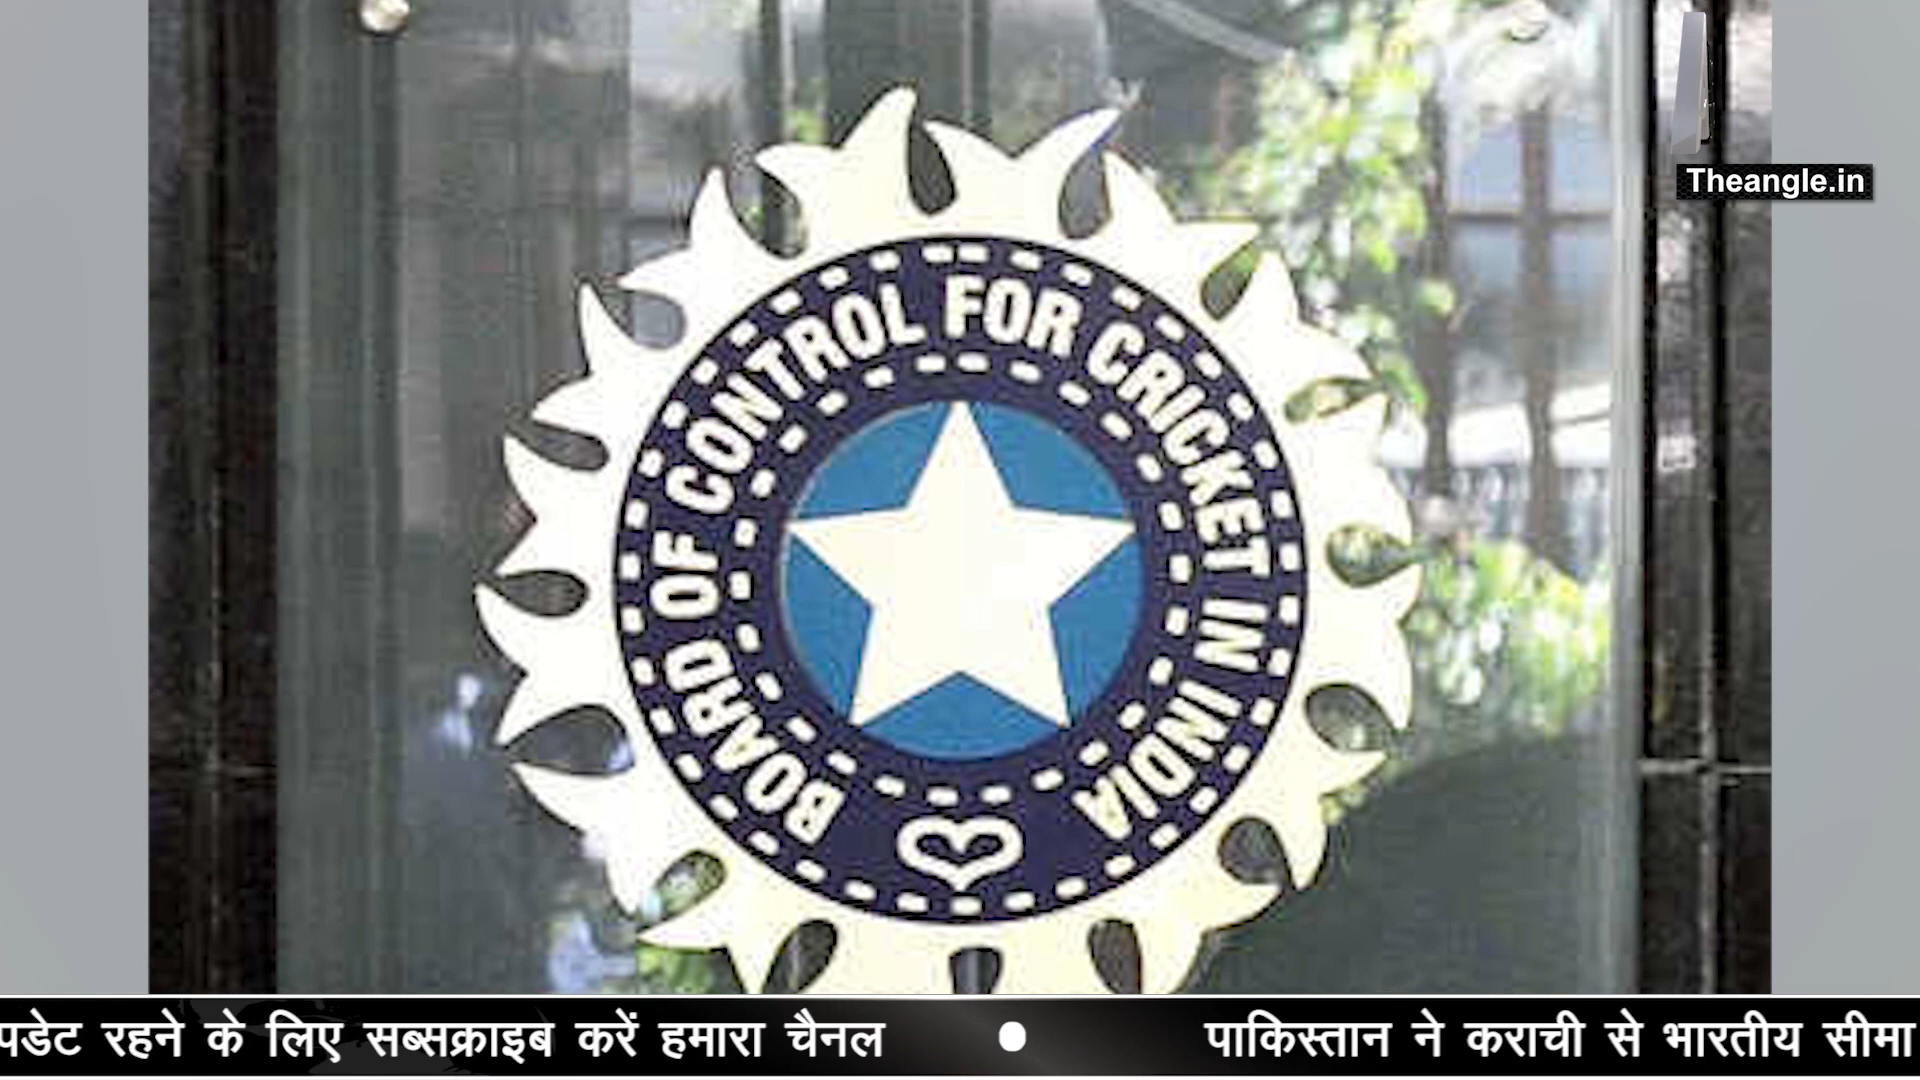 Theangle.in
BOARD OF CONTROL FOR CRICKET IN INDIA
पडेट रहने के लिए सब्सक्राइब करें हमारा चैनल • पाकिस्तान ने कराची से भारतीय सीमा